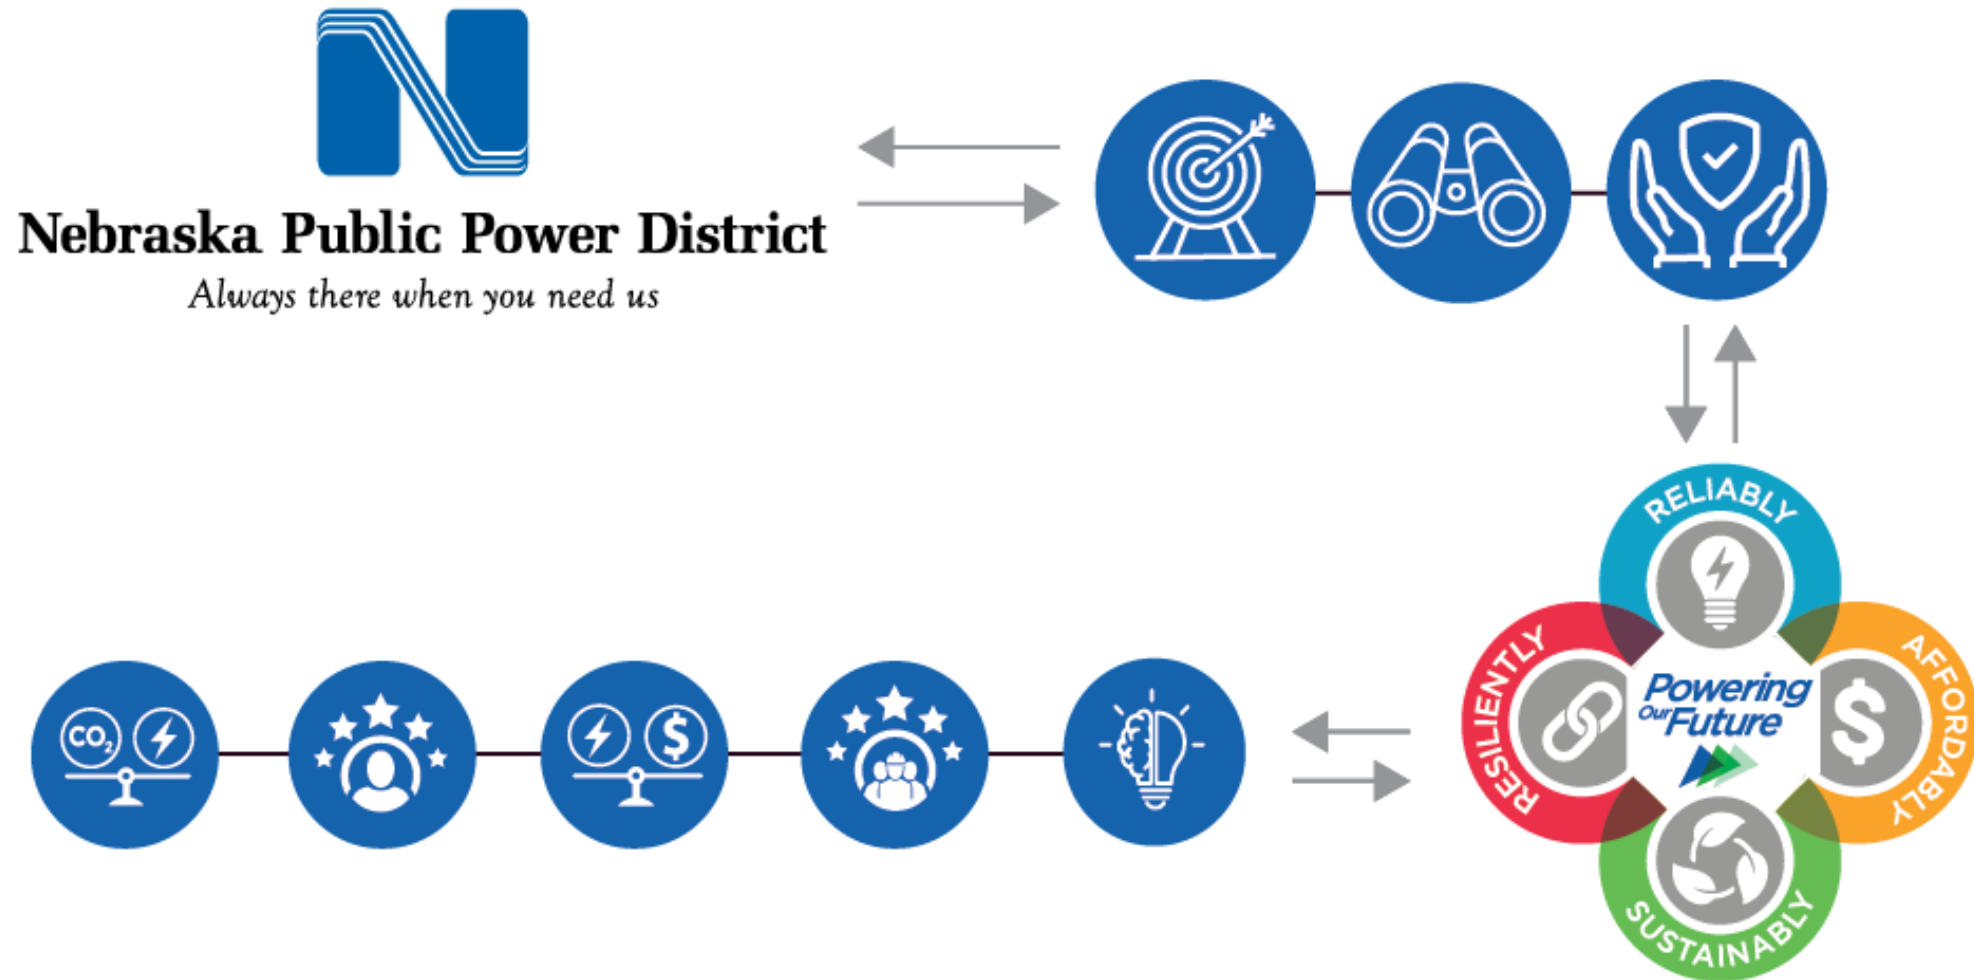 Nebraska Public Power District
Always there when you need us
RELIABLY
RESILIENTLY
AFFORDABLY
Powering
Our Future
SUSTAINABLY
CO₂
$
$